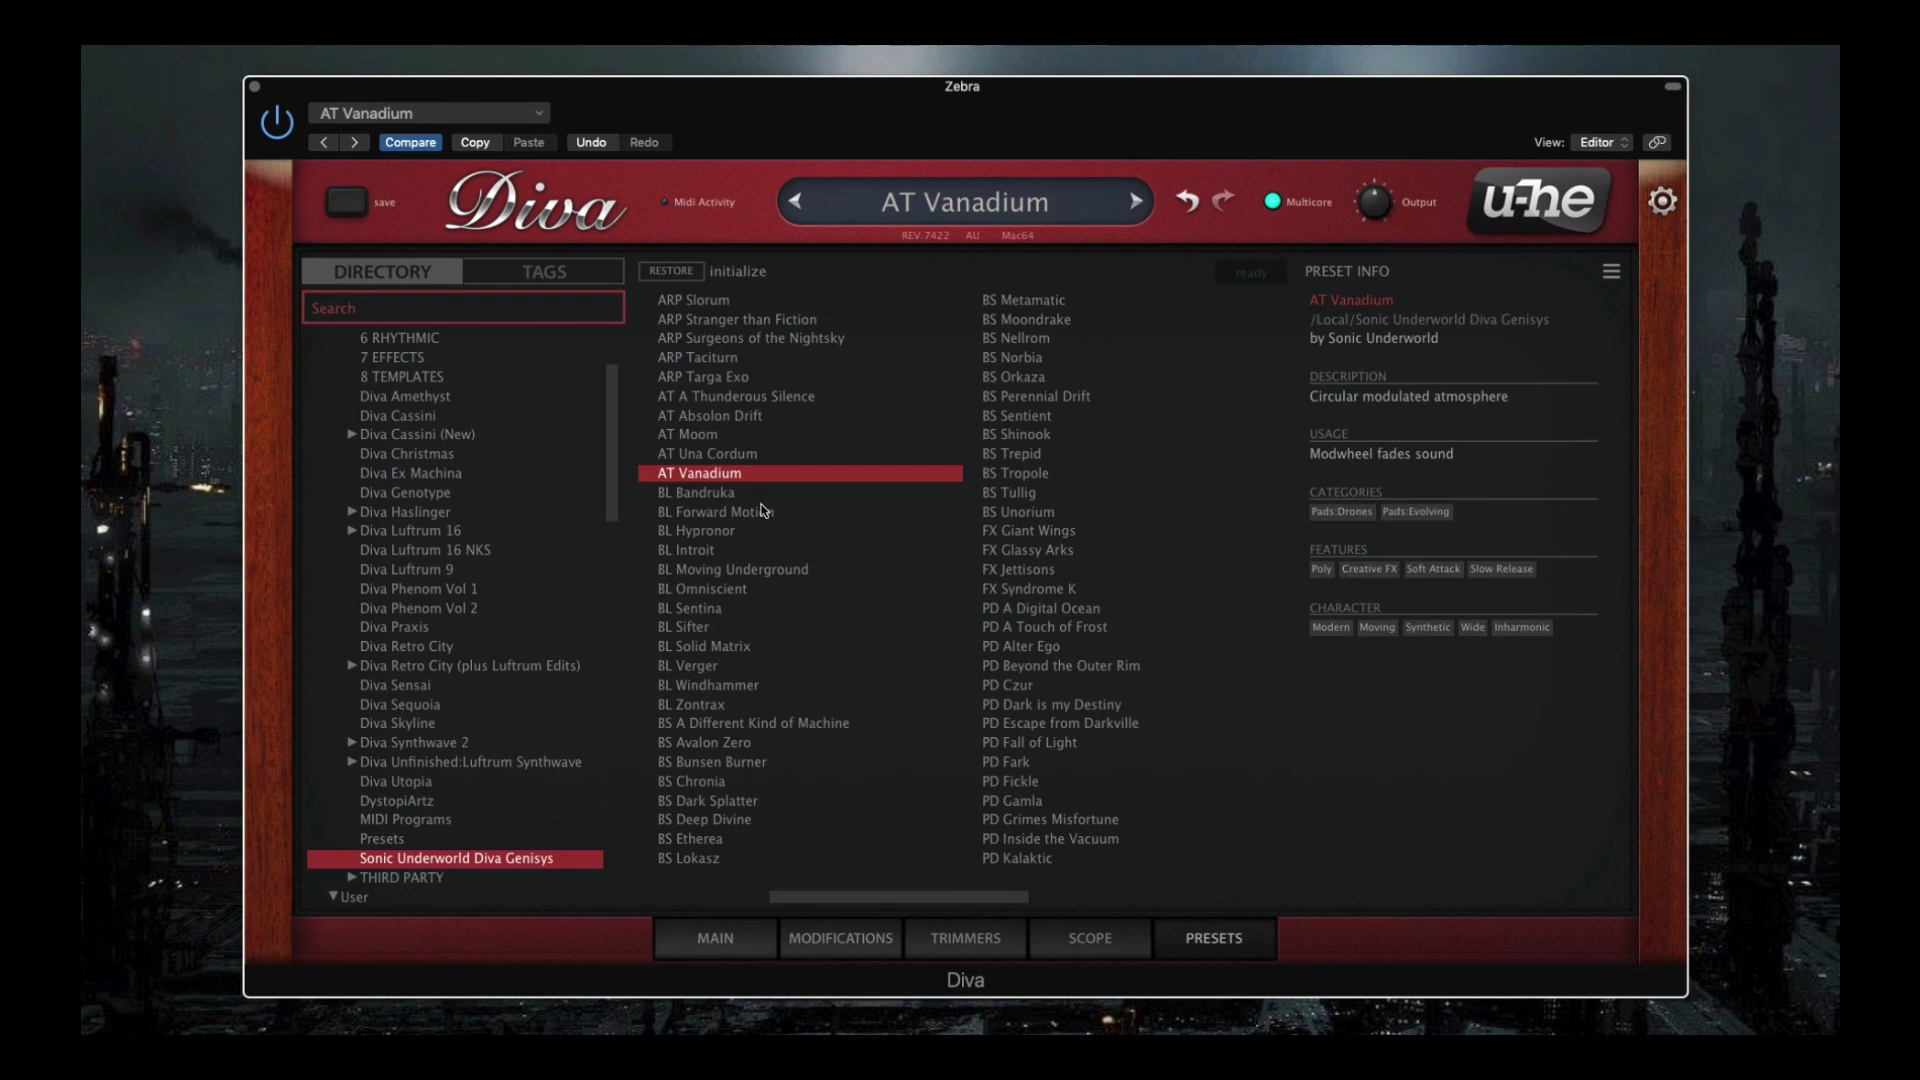 Zebra
AT Vanadium
Compare Copy Paste Undo Redo
View: Editor
save
Diva
Midi Activity
AT Vanadium
REV.7422 AU Mac64
Multicore
Output
u-he
DIRECTORY TAGS
Search
6 RHYTHMIC
7 EFFECTS
8 TEMPLATES
Diva Amethyst
Diva Cassini
Diva Cassini (New)
Diva Christmas
Diva Ex Machina
Diva Genotype
Diva Haslinger
Diva Luftrum 16
Diva Luftrum 16 NKS
Diva Luftrum 9
Diva Phenom Vol 1
Diva Phenom Vol 2
Diva Praxis
Diva Retro City
Diva Retro City (plus Luftrum Edits)
Diva Sensai
Diva Sequoia
Diva Skyline
Diva Synthwave 2
Diva Unfinished:Luftrum Synthwave
Diva Utopia
DystopiArtz
MIDI Programs
Presets
Sonic Underworld Diva Genisys
THIRD PARTY
User
RESTORE initialize
ready
ARP Slorum
ARP Stranger than Fiction
ARP Surgeons of the Nightsky
ARP Taciturn
ARP Targa Exo
AT A Thunderous Silence
AT Absolon Drift
AT Moom
AT Una Cordum
AT Vanadium
BL Bandruka
BL Forward Motion
BL Hypronor
BL Introit
BL Moving Underground
BL Omniscient
BL Sentina
BL Sifter
BL Solid Matrix
BL Verger
BL Windhammer
BL Zontrax
BS A Different Kind of Machine
BS Avalon Zero
BS Bunsen Burner
BS Chronia
BS Dark Splatter
BS Deep Divine
BS Etherea
BS Lokasz
BS Metamatic
BS Moondrake
BS Nellrom
BS Norbia
BS Orkaza
BS Perennial Drift
BS Sentient
BS Shinook
BS Trepid
BS Tropole
BS Tullig
BS Unorium
FX Giant Wings
FX Glassy Arks
FX Jettisons
FX Syndrome K
PD A Digital Ocean
PD A Touch of Frost
PD Alter Ego
PD Beyond the Outer Rim
PD Czur
PD Dark is my Destiny
PD Escape from Darkville
PD Fall of Light
PD Fark
PD Fickle
PD Gamla
PD Grimes Misfortune
PD Inside the Vacuum
PD Kalaktic
PRESET INFO
AT Vanadium
/Local/Sonic Underworld Diva Genisys
by Sonic Underworld
DESCRIPTION
Circular modulated atmosphere
USAGE
Modwheel fades sound
CATEGORIES
Pads:Drones Pads:Evolving
FEATURES
Poly Creative FX Soft Attack Slow Release
CHARACTER
Modern Moving Synthetic Wide Inharmonic
MAIN MODIFICATIONS TRIMMERS SCOPE PRESETS
Diva